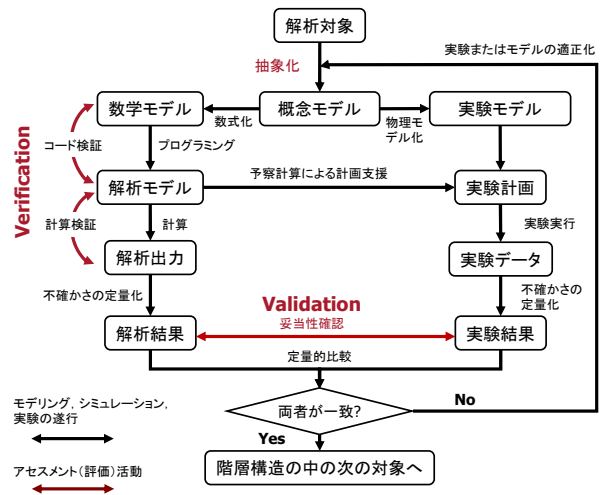 解析対象
実験またはモデルの適正化
抽象化
数学モデル
数式化
概念モデル
物理モ
デル化
実験モデル
Verification
コード検証
プログラミング
解析モデル
予察計算による計画支援
実験計画
計算検証
計算
実験実行
解析出力
実験データ
不確かさの定量化
Validation
妥当性確認
不確かさの
定量化
解析結果
実験結果
定量的比較
モデリング, シミュレーション,
実験の遂行
両者が一致?
No
Yes
階層構造の中の次の対象へ
アセスメント(評価)活動